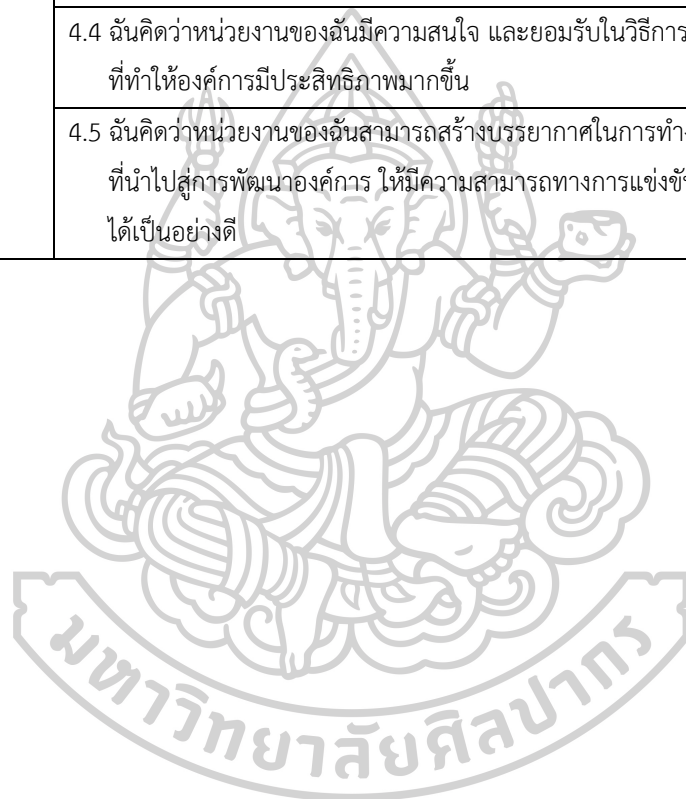 4.4 ฉันคิดว่าหน่วยงานของฉันมีความสนใจ และยอมรับในวิธีการ
ที่ทำให้องค์การมีประสิทธิภาพมากขึ้น
4.5 ฉันคิดว่าหน่วยงานของฉันสามารถสร้างบรรยากาศในการ
ที่นำไปสู่การพัฒนาองค์การ ให้มีความสามารถทางการ
ได้เป็นอย่างดี
มหาวิทยาลัยศิลปากร